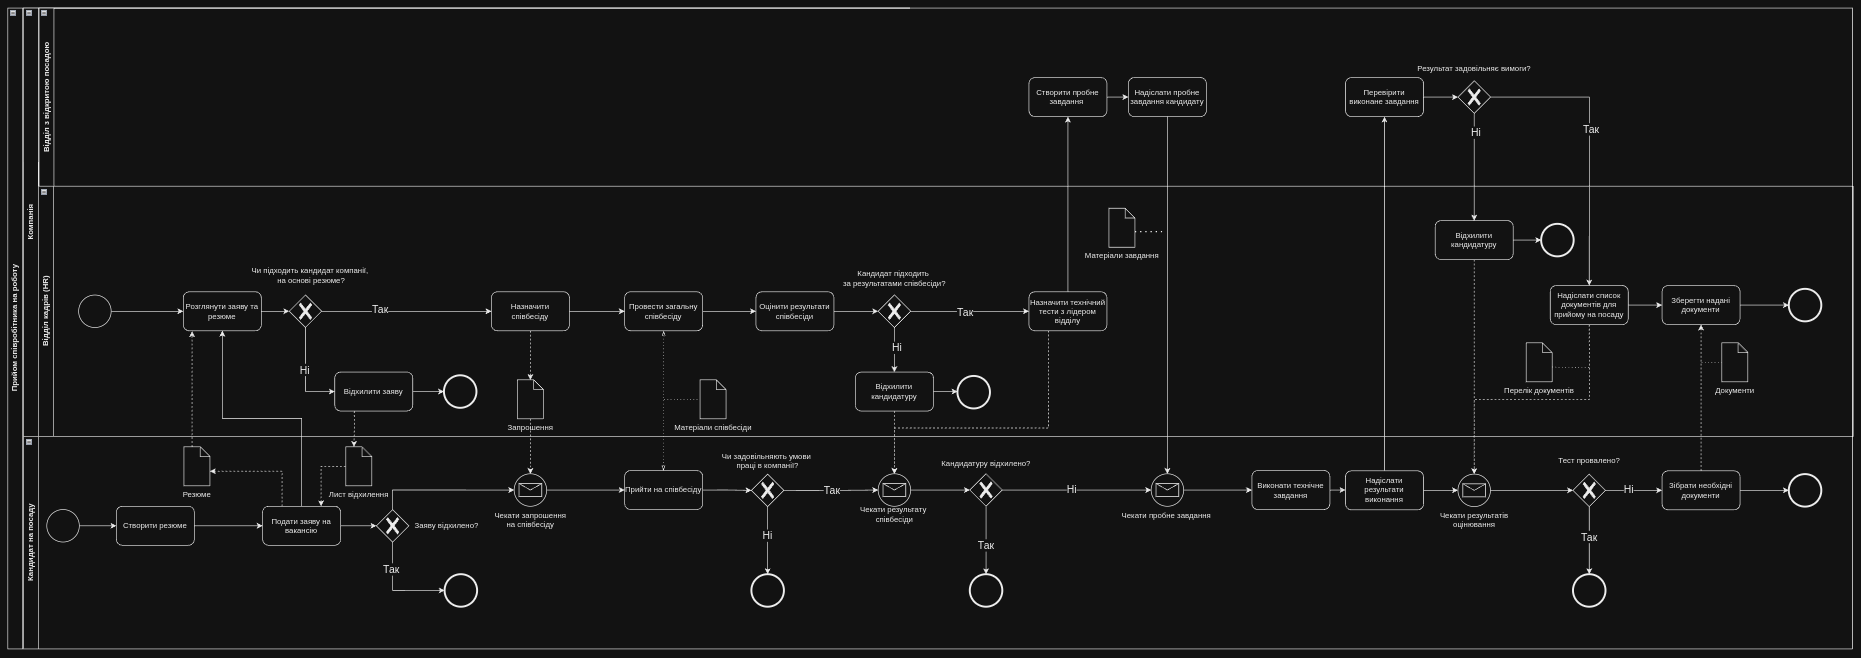 Прийом співробітника на роботу
Компанія
Відділ з відкритою посадою
Створити пробне
завдання
Надіслати пробне
завдання кандидату
Перевірити
виконане завдання
Результат задовільняє вимоги?
Ні
Так
Відділ кадрів (HR)
Розглянути заяву та
резюме
Чи підходить кандидат компанії,
на основі резюме?
Так
Ні
Відхилити заяву
Назначити
співбесіду
Запрошення
Провести загальну
співбесіду
Матеріали співбесіди
Оцінити результати
співбесіди
Кандидат підходить
за результатами співбесіди?
Так
Ні
Відхилити
кандидатуру
Назначити технічний
тести з лідером
відділу
Матеріали завдання
Відхилити
кандидатуру
Надіслати список
документів для
прийому на посаду
Перелік документів
Зберегти надані
документи
Документи
Кандидат на посаду
Створити резюме
Резюме
Подати заяву на
вакансію
Лист відхилення
Заяву відхилено?
Так
Чекати запрошення
на співбесіду
Прийти на співбесіду
Чи задовільняють умови
праці в компанії?
Так
Ні
Чекати результату
співбесіди
Кандидатуру відхилено?
Ні
Так
Чекати пробне завдання
Виконати технічне
завдання
Надіслати
результати
виконання
Чекати результатів
оцінювання
Тест провалено?
Ні
Так
Зібрати необхідні
документи